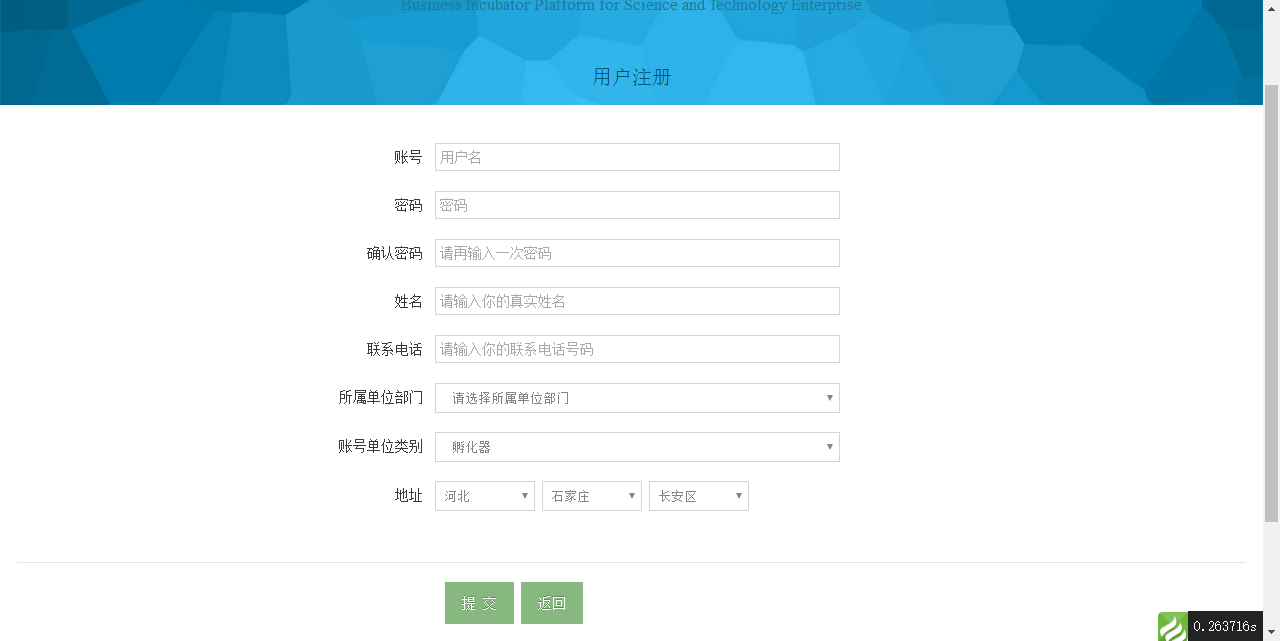 Business Incubator Platform for Science and Technology Enterprise
用户注册
账号 用户名
密码 密码
确认密码 请再输入一次密码
姓名 请输入你的真实姓名
联系电话 请输入你的联系电话号码
所属单位部门 请选择所属单位部门
账号单位类别 孵化器
地址 河北 石家庄 长安区
提 交 返回
0.263716s